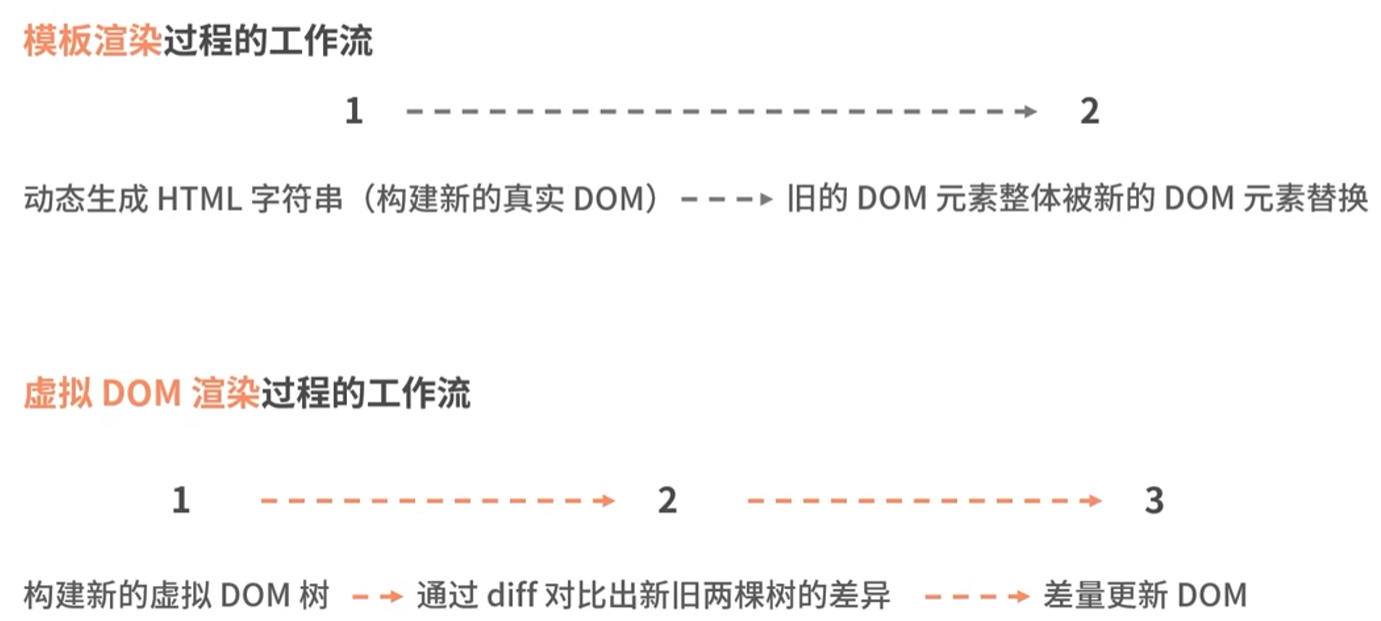 模板渲染过程的工作流
1 2
动态生成 HTML 字符串（构建新的真实 DOM） 旧的 DOM 元素整体被新的 DOM 元素替换
虚拟 DOM 渲染过程的工作流
1 2 3
构建新的虚拟 DOM 树 通过 diff 对比出新旧两棵树的差异 差量更新 DOM